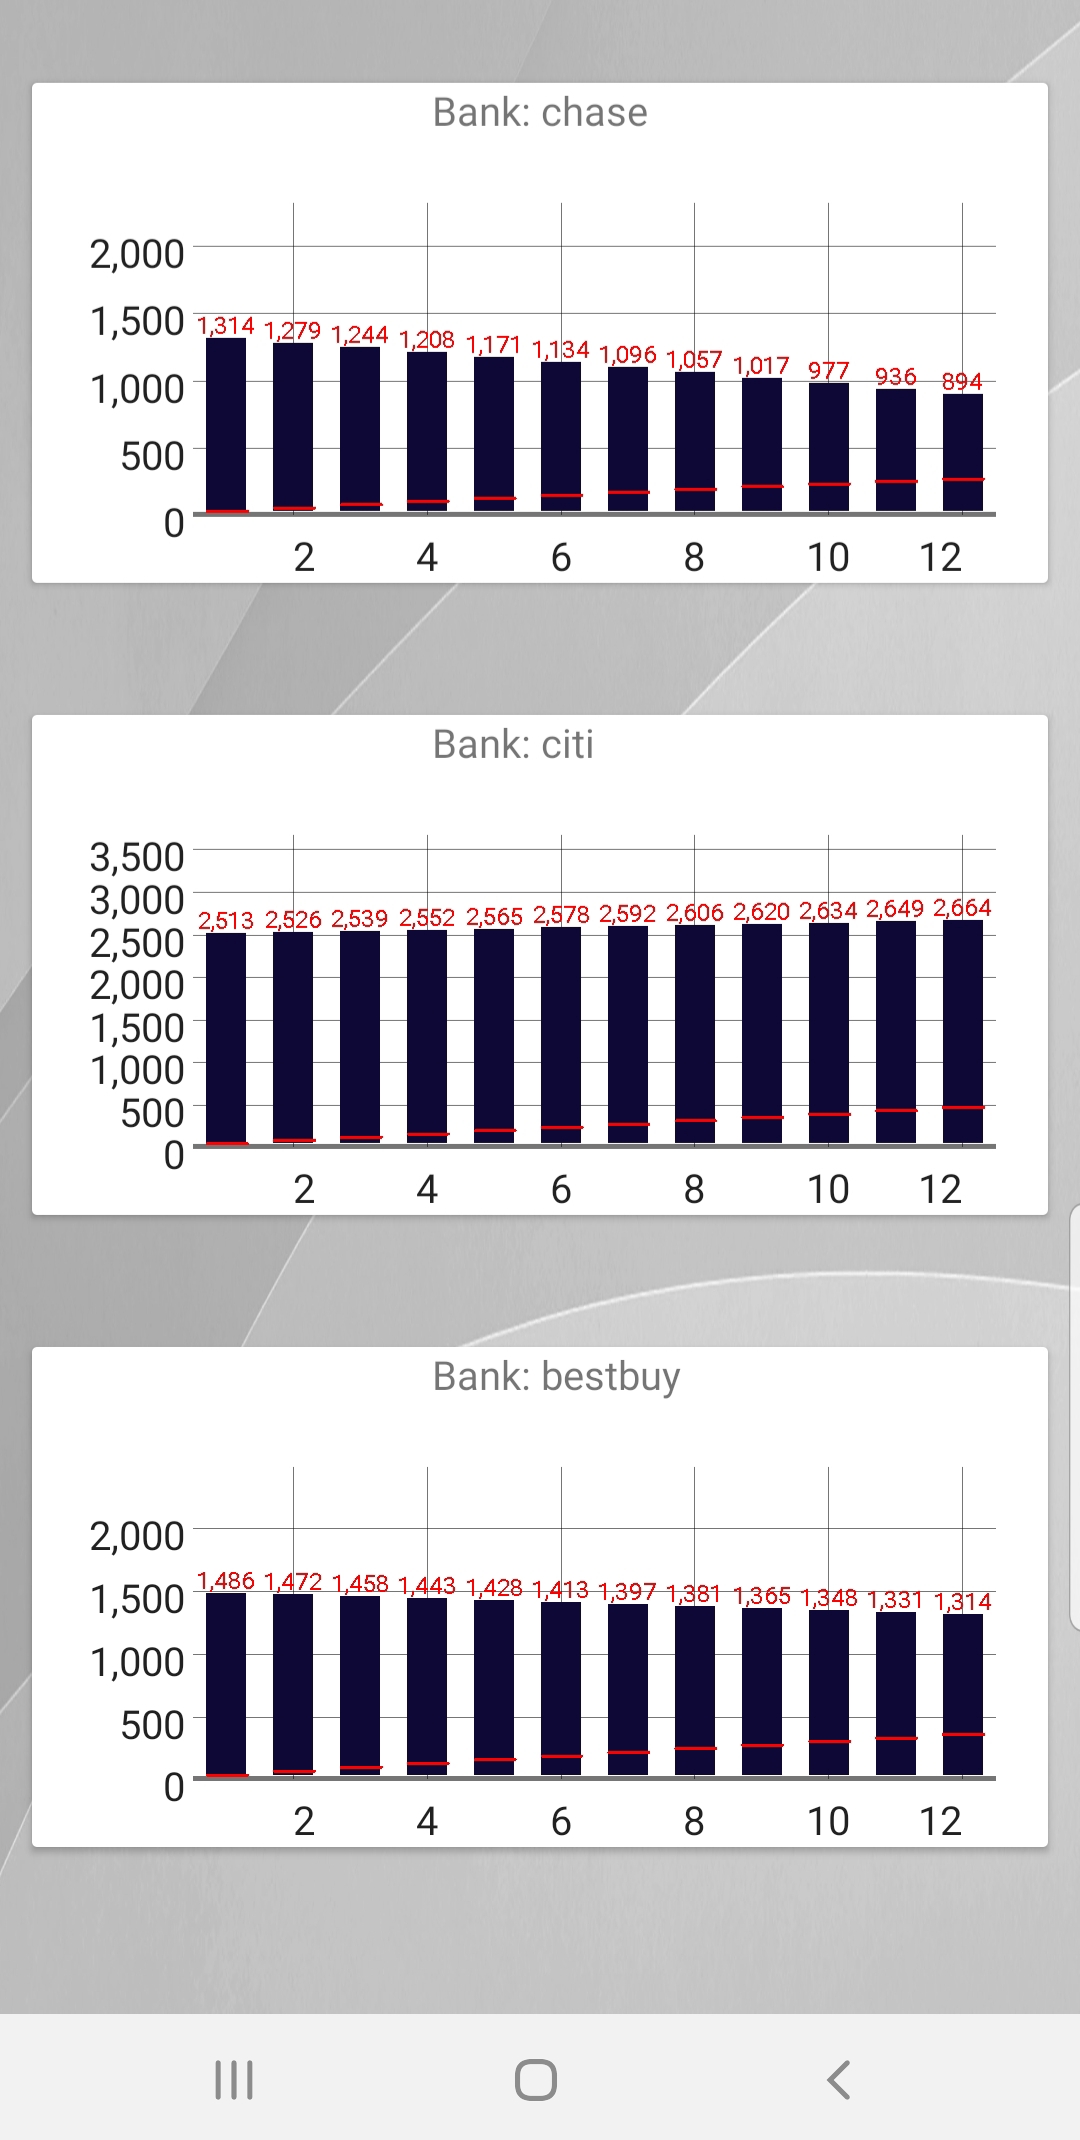 Bank: chase
2,000
1,500
1,000
500
0
1,314 1,279 1,244 1,208 1,171 1,134 1,096 1,057 1,017 977 936 894
2 4 6 8 10 12
Bank: citi
3,500
3,000
2,500
2,000
1,500
1,000
500
0
2,513 2,526 2,539 2,552 2,565 2,578 2,592 2,606 2,620 2,634 2,649 2,664
2 4 6 8 10 12
Bank: bestbuy
2,000
1,500
1,000
500
0
1,486 1,472 1,458 1,443 1,428 1,413 1,397 1,381 1,365 1,348 1,331 1,314
2 4 6 8 10 12